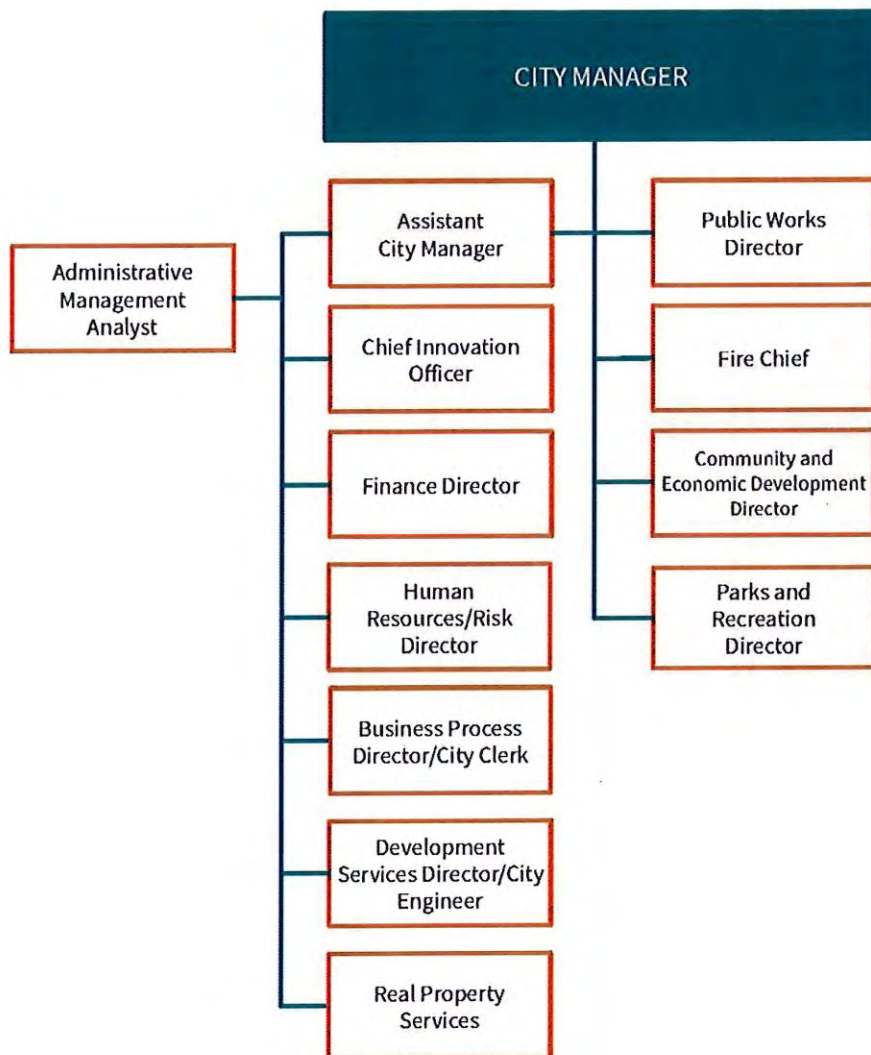 CITY MANAGER
Assistant
City Manager
Public Works
Director
Administrative
Management
Analyst
Chief Innovation
Officer
Fire Chief
Finance Director
Community and
Economic Development
Director
Human
Resources/Risk
Director
Parks and
Recreation
Director
Business Process
Director/City Clerk
Development
Services Director/City
Engineer
Real Property
Services